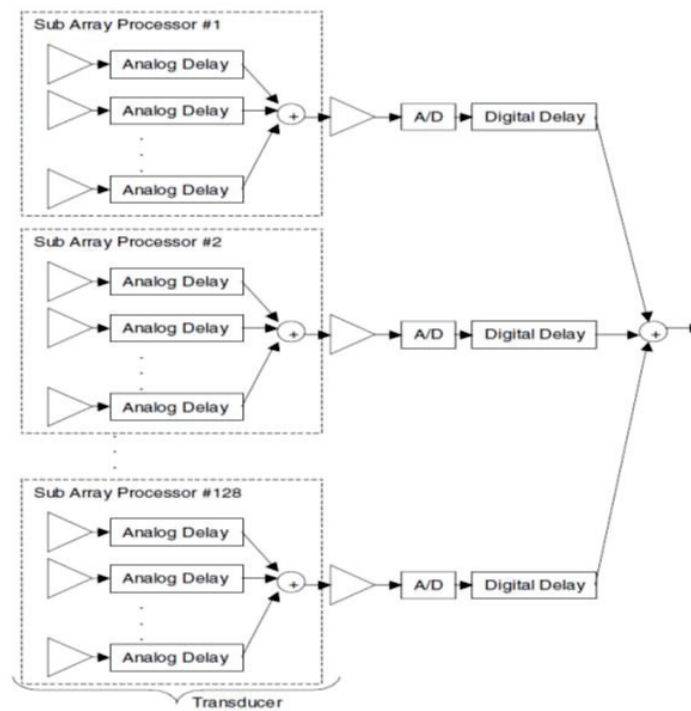 Sub Array Processor #1
Analog Delay
Analog Delay
Analog Delay
+
A/D
Digital Delay
Sub Array Processor #2
Analog Delay
Analog Delay
Analog Delay
+
A/D
Digital Delay
+
Sub Array Processor #128
Analog Delay
Analog Delay
Analog Delay
+
A/D
Digital Delay
Transducer